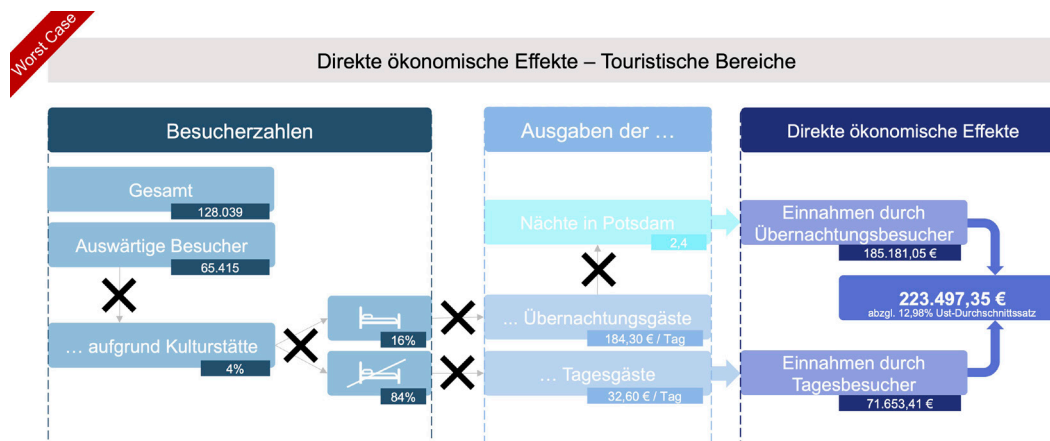 Worst Case
Direkte ökonomische Effekte – Touristische Bereiche
Besucherzahlen
Ausgaben der ...
Direkte ökonomische Effekte
Gesamt
128.039
Auswärtige Besucher
65.415
... aufgrund Kulturstätte
4%
16%
84%
Nächte in Potsdam
2,4
... Übernachtungsgäste
184,30 € / Tag
... Tagesgäste
32,60 € / Tag
Einnahmen durch
Übernachtungsbesucher
185.181,05 €
223.497,35 €
abzgl. 12,98% Ust-Durchschnittssatz
Einnahmen durch
Tagesbesucher
71.653,41 €